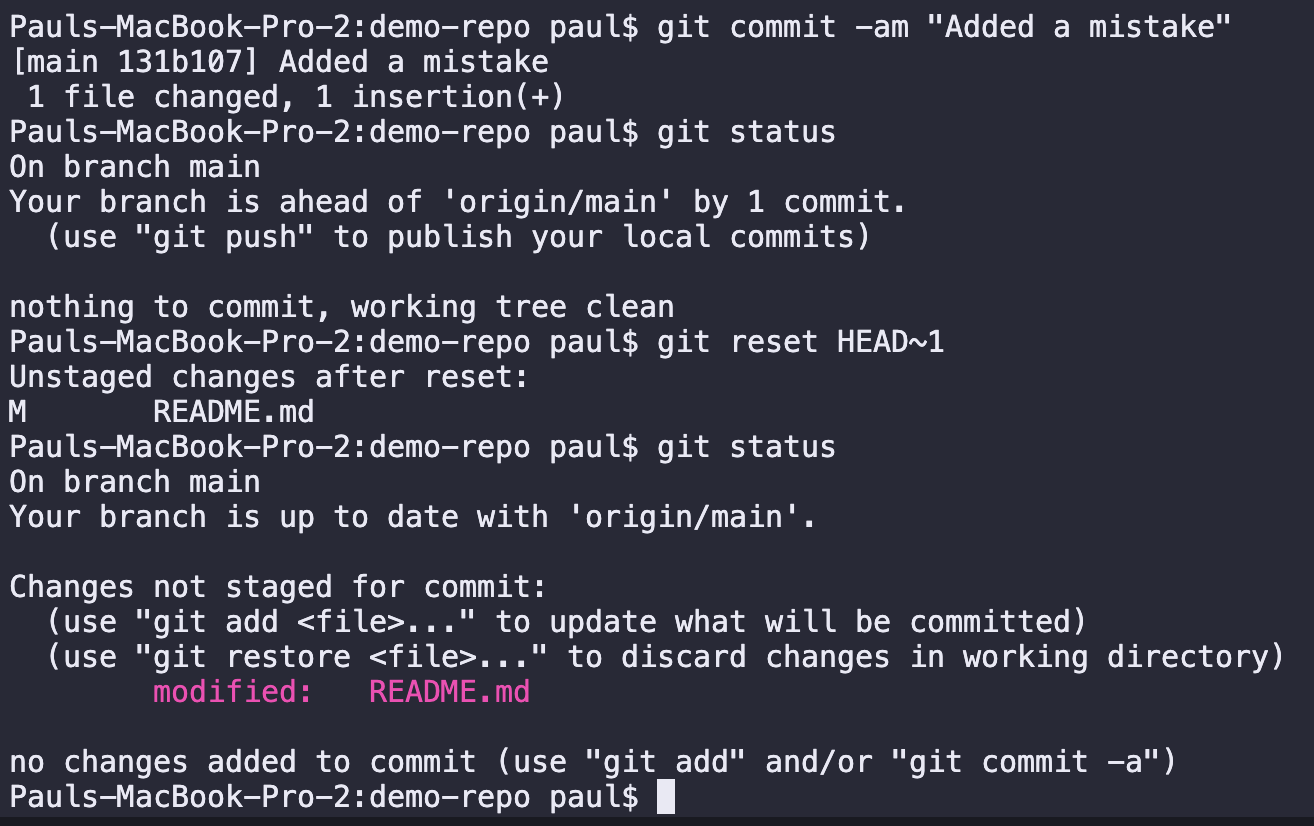 Pauls-MacBook-Pro-2:demo-repo paul$ git commit -am "Added a mistake"
[main 131b107] Added a mistake
 1 file changed, 1 insertion(+)
Pauls-MacBook-Pro-2:demo-repo paul$ git status
On branch main
Your branch is ahead of 'origin/main' by 1 commit.
  (use "git push" to publish your local commits)

nothing to commit, working tree clean
Pauls-MacBook-Pro-2:demo-repo paul$ git reset HEAD~1
Unstaged changes after reset:
M       README.md
Pauls-MacBook-Pro-2:demo-repo paul$ git status
On branch main
Your branch is up to date with 'origin/main'.

Changes not staged for commit:
  (use "git add <file>..." to update what will be committed)
  (use "git restore <file>..." to discard changes in working directory)
        modified:   README.md

no changes added to commit (use "git add" and/or "git commit -a")
Pauls-MacBook-Pro-2:demo-repo paul$